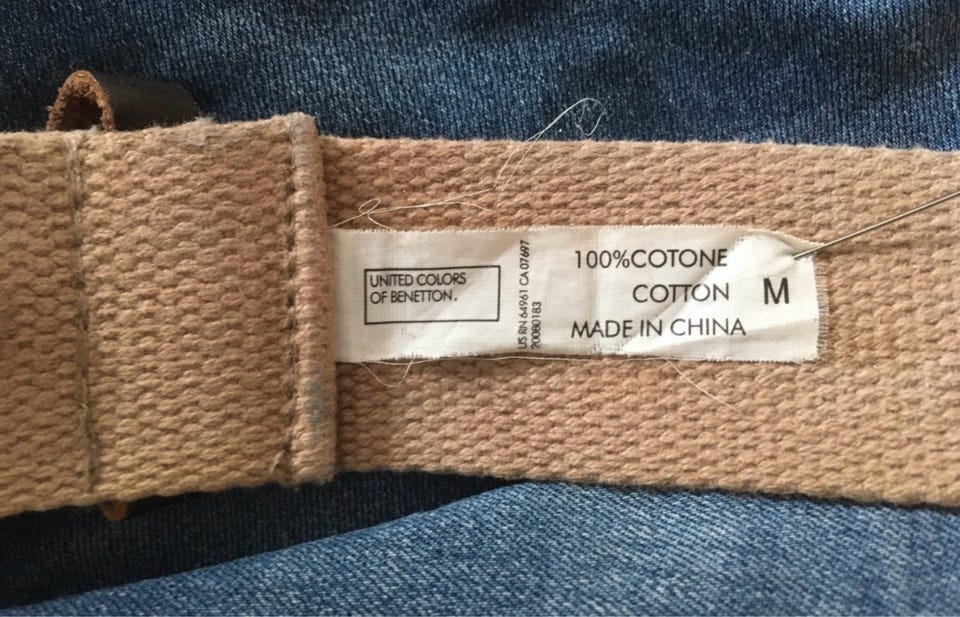 UNITED COLORS
OF BENETTON.
US RN 64961 CA 07697
20080183
100%COTONE
COTTON
M
MADE IN CHINA